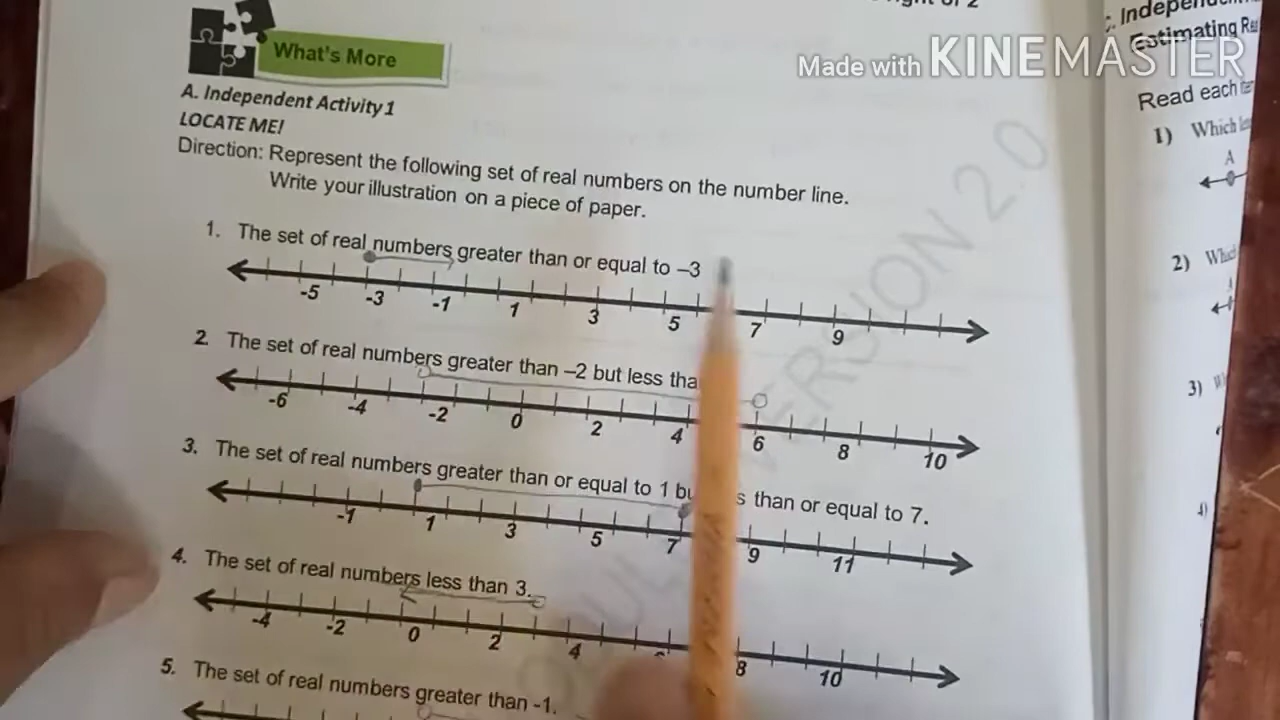 Made with KINEMASTER
What's More
A. Independent Activity 1
LOCATE ME!
Direction: Represent the following set of real numbers on the number line.
Write your illustration on a piece of paper.
1. The set of real numbers greater than or equal to –3
-5 -3 -1 1 3 5 7 9
2. The set of real numbers greater than –2 but less
-6 -4 -2 0 2 4 6 8 10
3. The set of real numbers greater than or equal to 1 than or equal to 7.
-1 1 3 5 7 9 11
4. The set of real numbers less than 3.
-4 -2 0 2 4 8 10
5. The set of real numbers greater than -1.
VERSION 2.0
Estimating
Read each
1) Which
A
2)
3)
4)